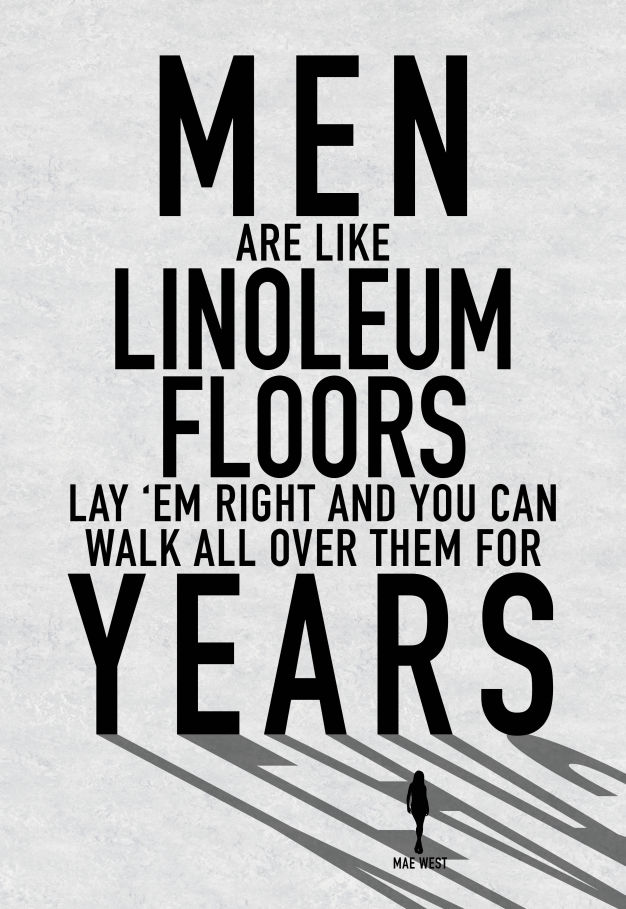 MEN
ARE LIKE
LINOLEUM
FLOORS
LAY ‘EM RIGHT AND YOU CAN
WALK ALL OVER THEM FOR
YEARS
MAE WEST